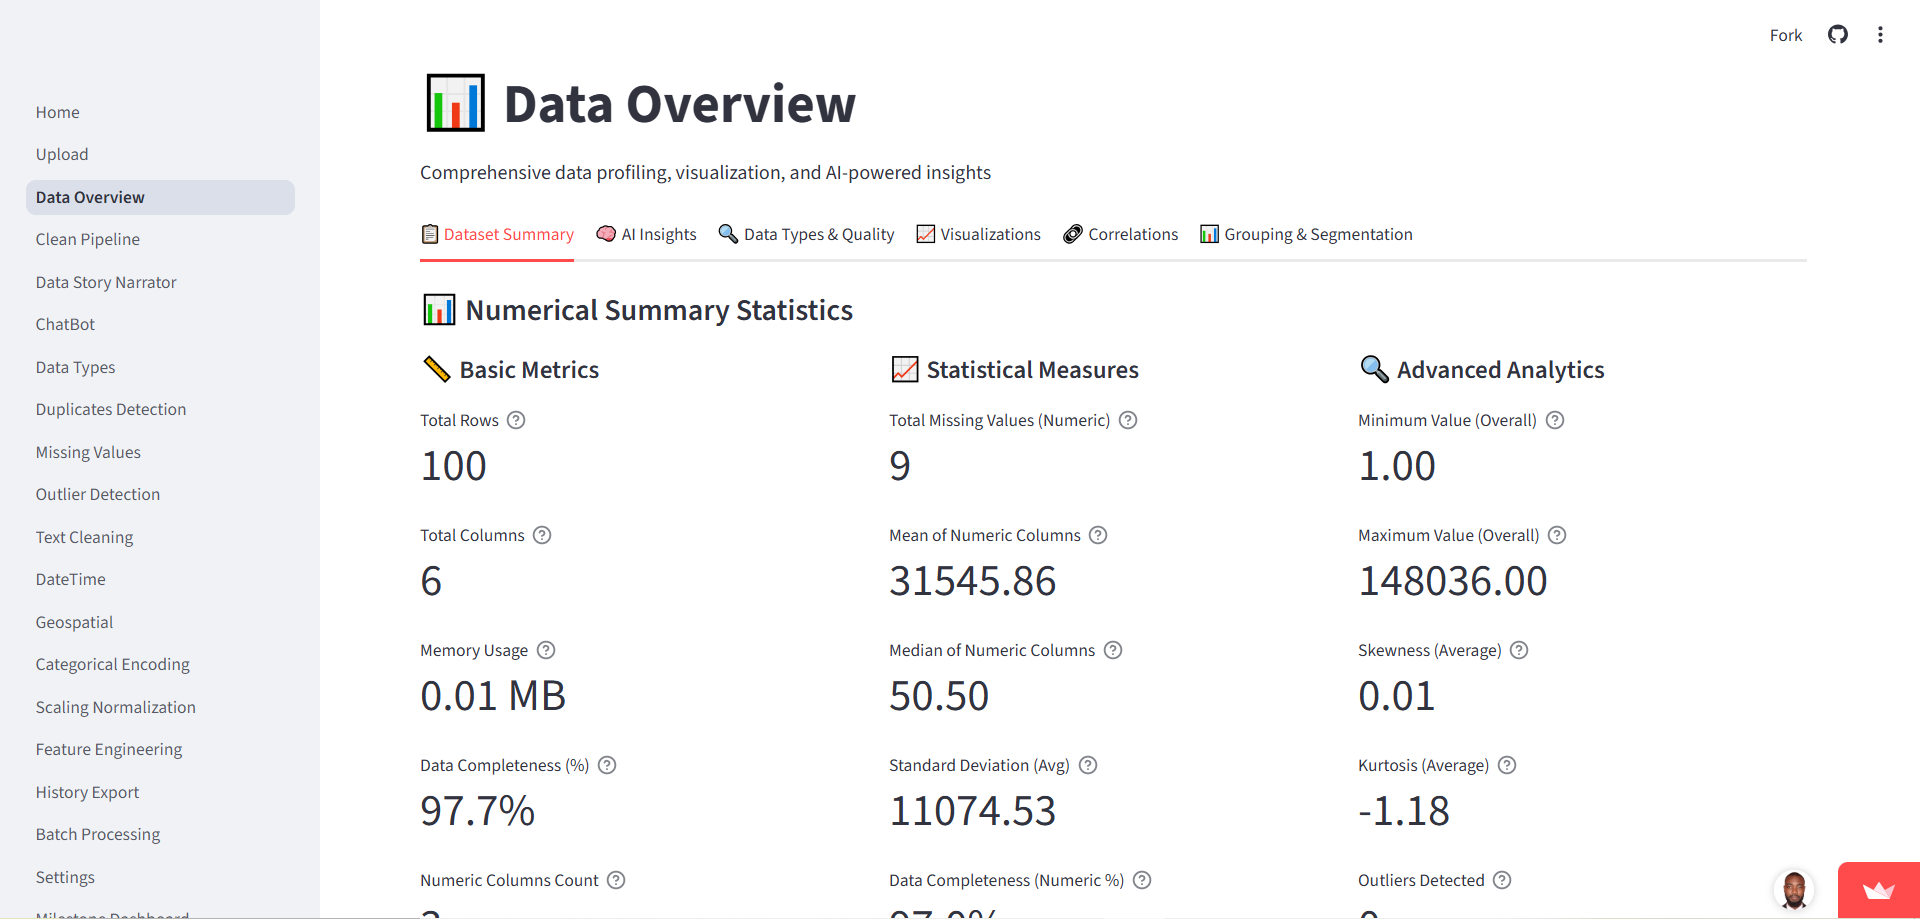 Fork
Home
Upload
Data Overview
Clean Pipeline
Data Story Narrator
ChatBot
Data Types
Duplicates Detection
Missing Values
Outlier Detection
Text Cleaning
DateTime
Geospatial
Categorical Encoding
Scaling Normalization
Feature Engineering
History Export
Batch Processing
Settings
Milestone Dashboard
Data Overview
Comprehensive data profiling, visualization, and AI-powered insights
Dataset Summary AI Insights Data Types & Quality Visualizations Correlations Grouping & Segmentation
Numerical Summary Statistics
Basic Metrics
Total Rows
100
Total Columns
6
Memory Usage
0.01 MB
Data Completeness (%)
97.7%
Numeric Columns Count
Statistical Measures
Total Missing Values (Numeric)
9
Mean of Numeric Columns
31545.86
Median of Numeric Columns
50.50
Standard Deviation (Avg)
11074.53
Data Completeness (Numeric %)
97.0%
Advanced Analytics
Minimum Value (Overall)
1.00
Maximum Value (Overall)
148036.00
Skewness (Average)
0.01
Kurtosis (Average)
-1.18
Outliers Detected